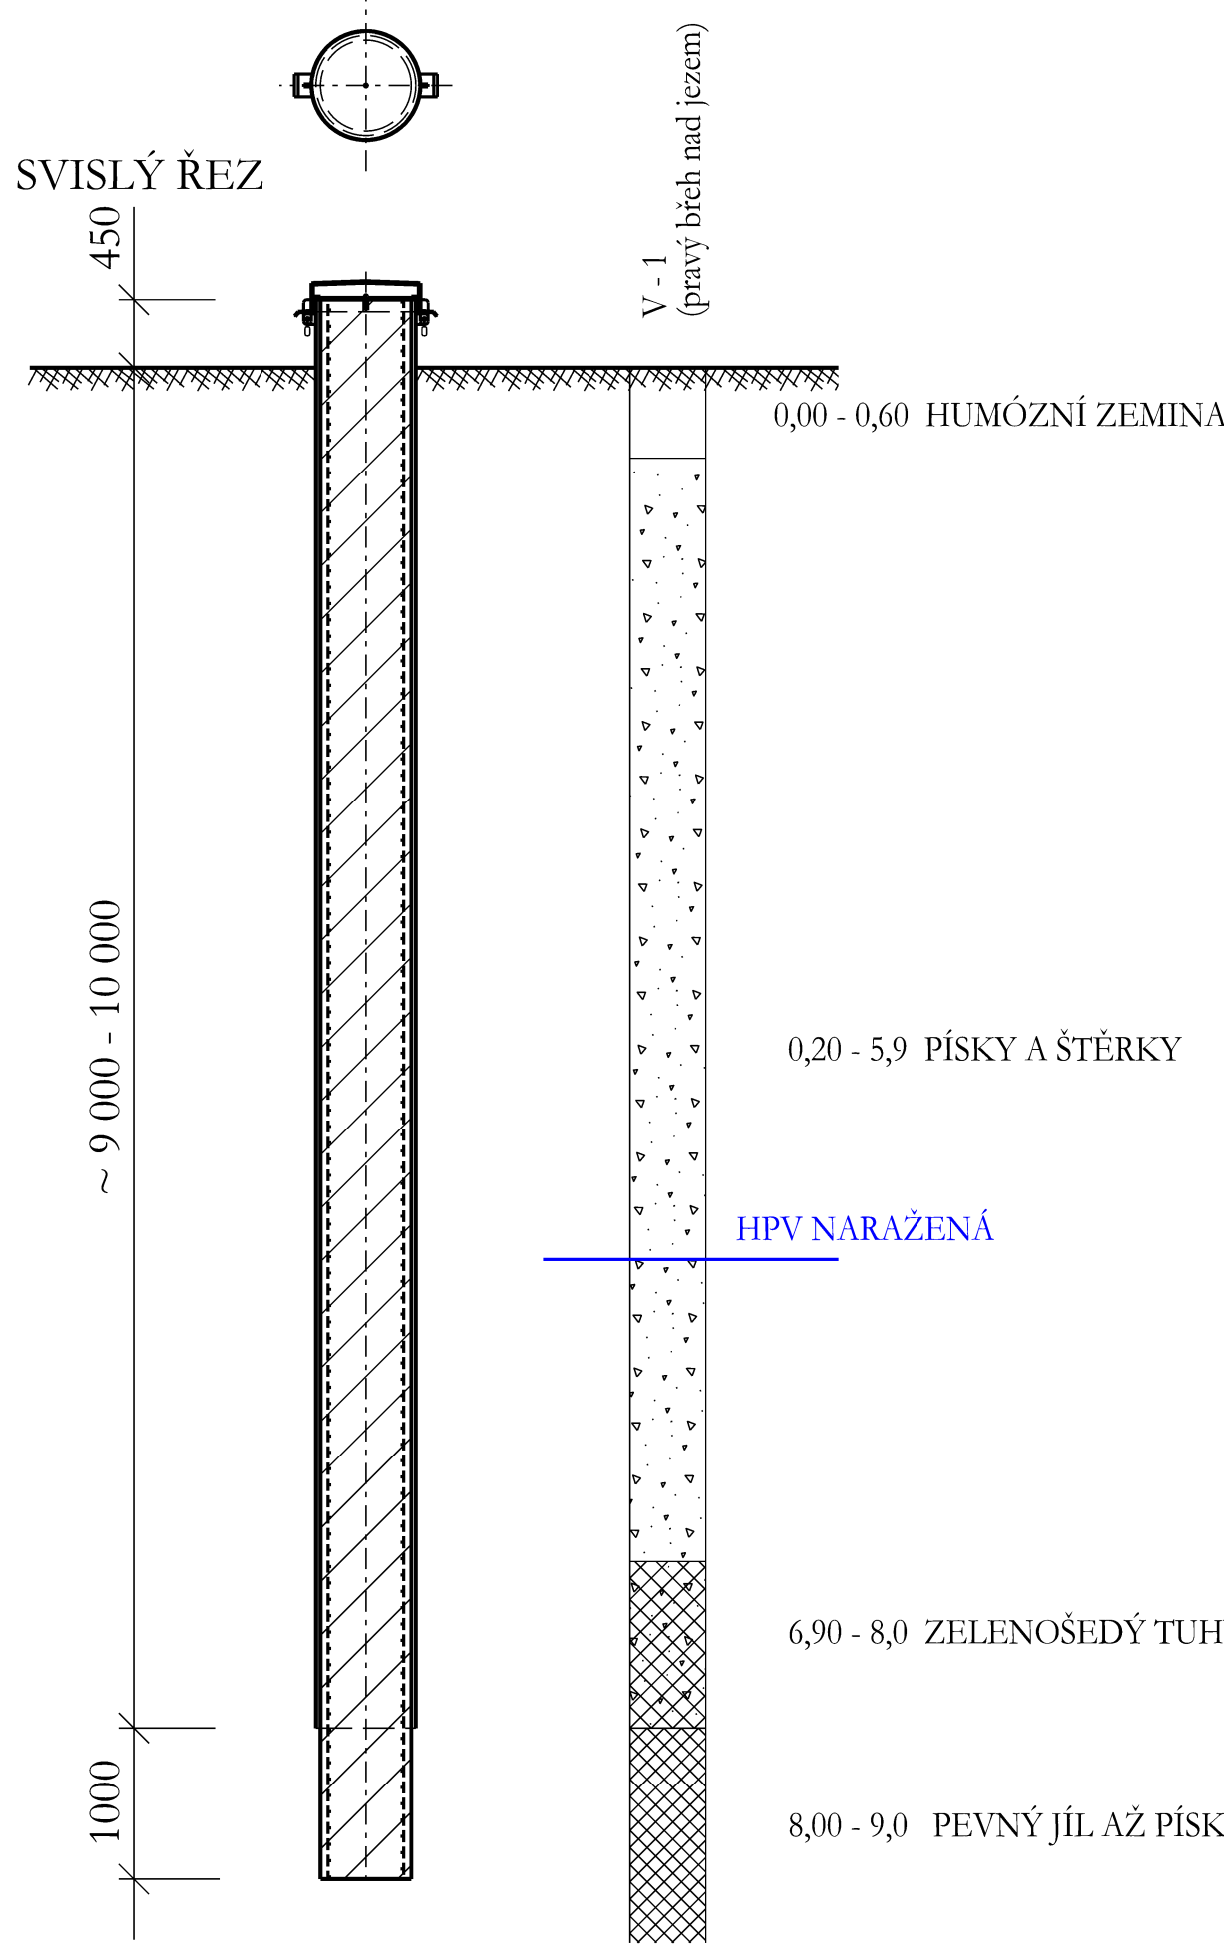 SVISLÝ ŘEZ
450
V - 1
(pravý břeh nad jezem)
0,00 - 0,60 HUMÓZNÍ ZEMINA
~ 9 000 - 10 000
0,20 - 5,9 PÍSKY A ŠTĚRKY
HPV NARAŽENÁ
6,90 - 8,0 ZELENOŠEDÝ TUH
1000
8,00 - 9,0 PEVNÝ JÍL AŽ PÍSK